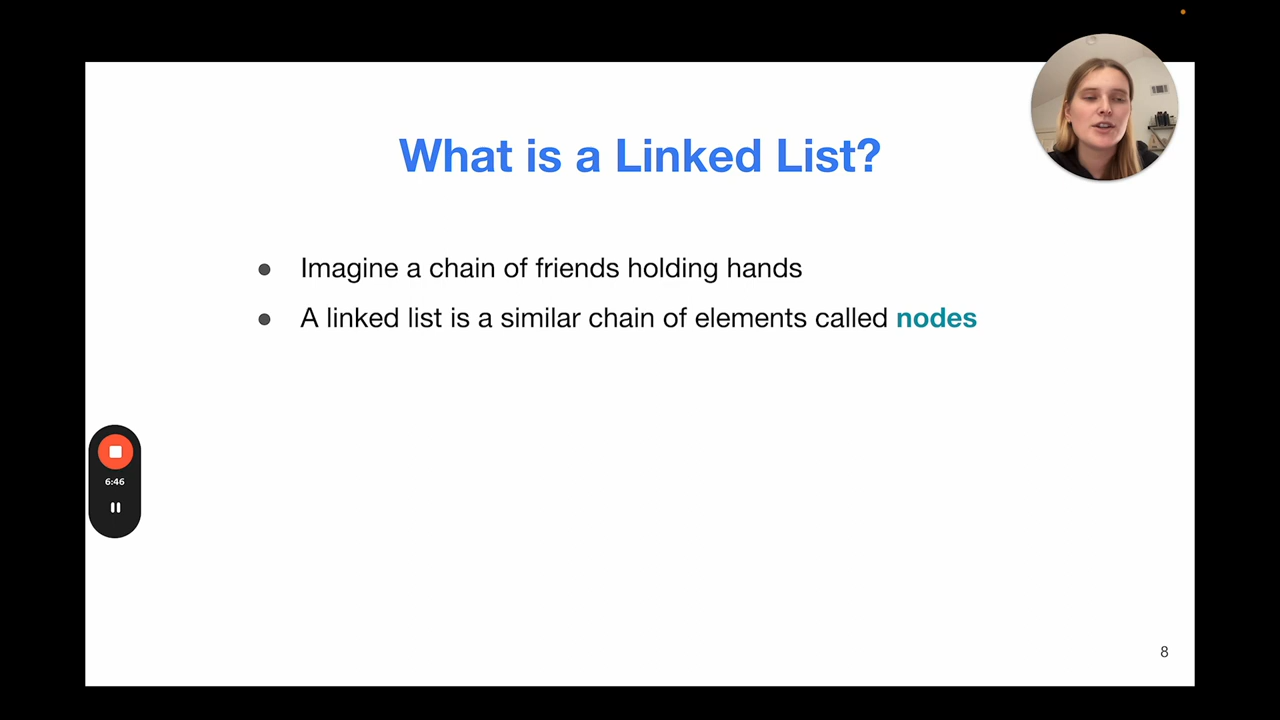 What is a Linked List?
● Imagine a chain of friends holding hands
● A linked list is a similar chain of elements called nodes
6:46
8